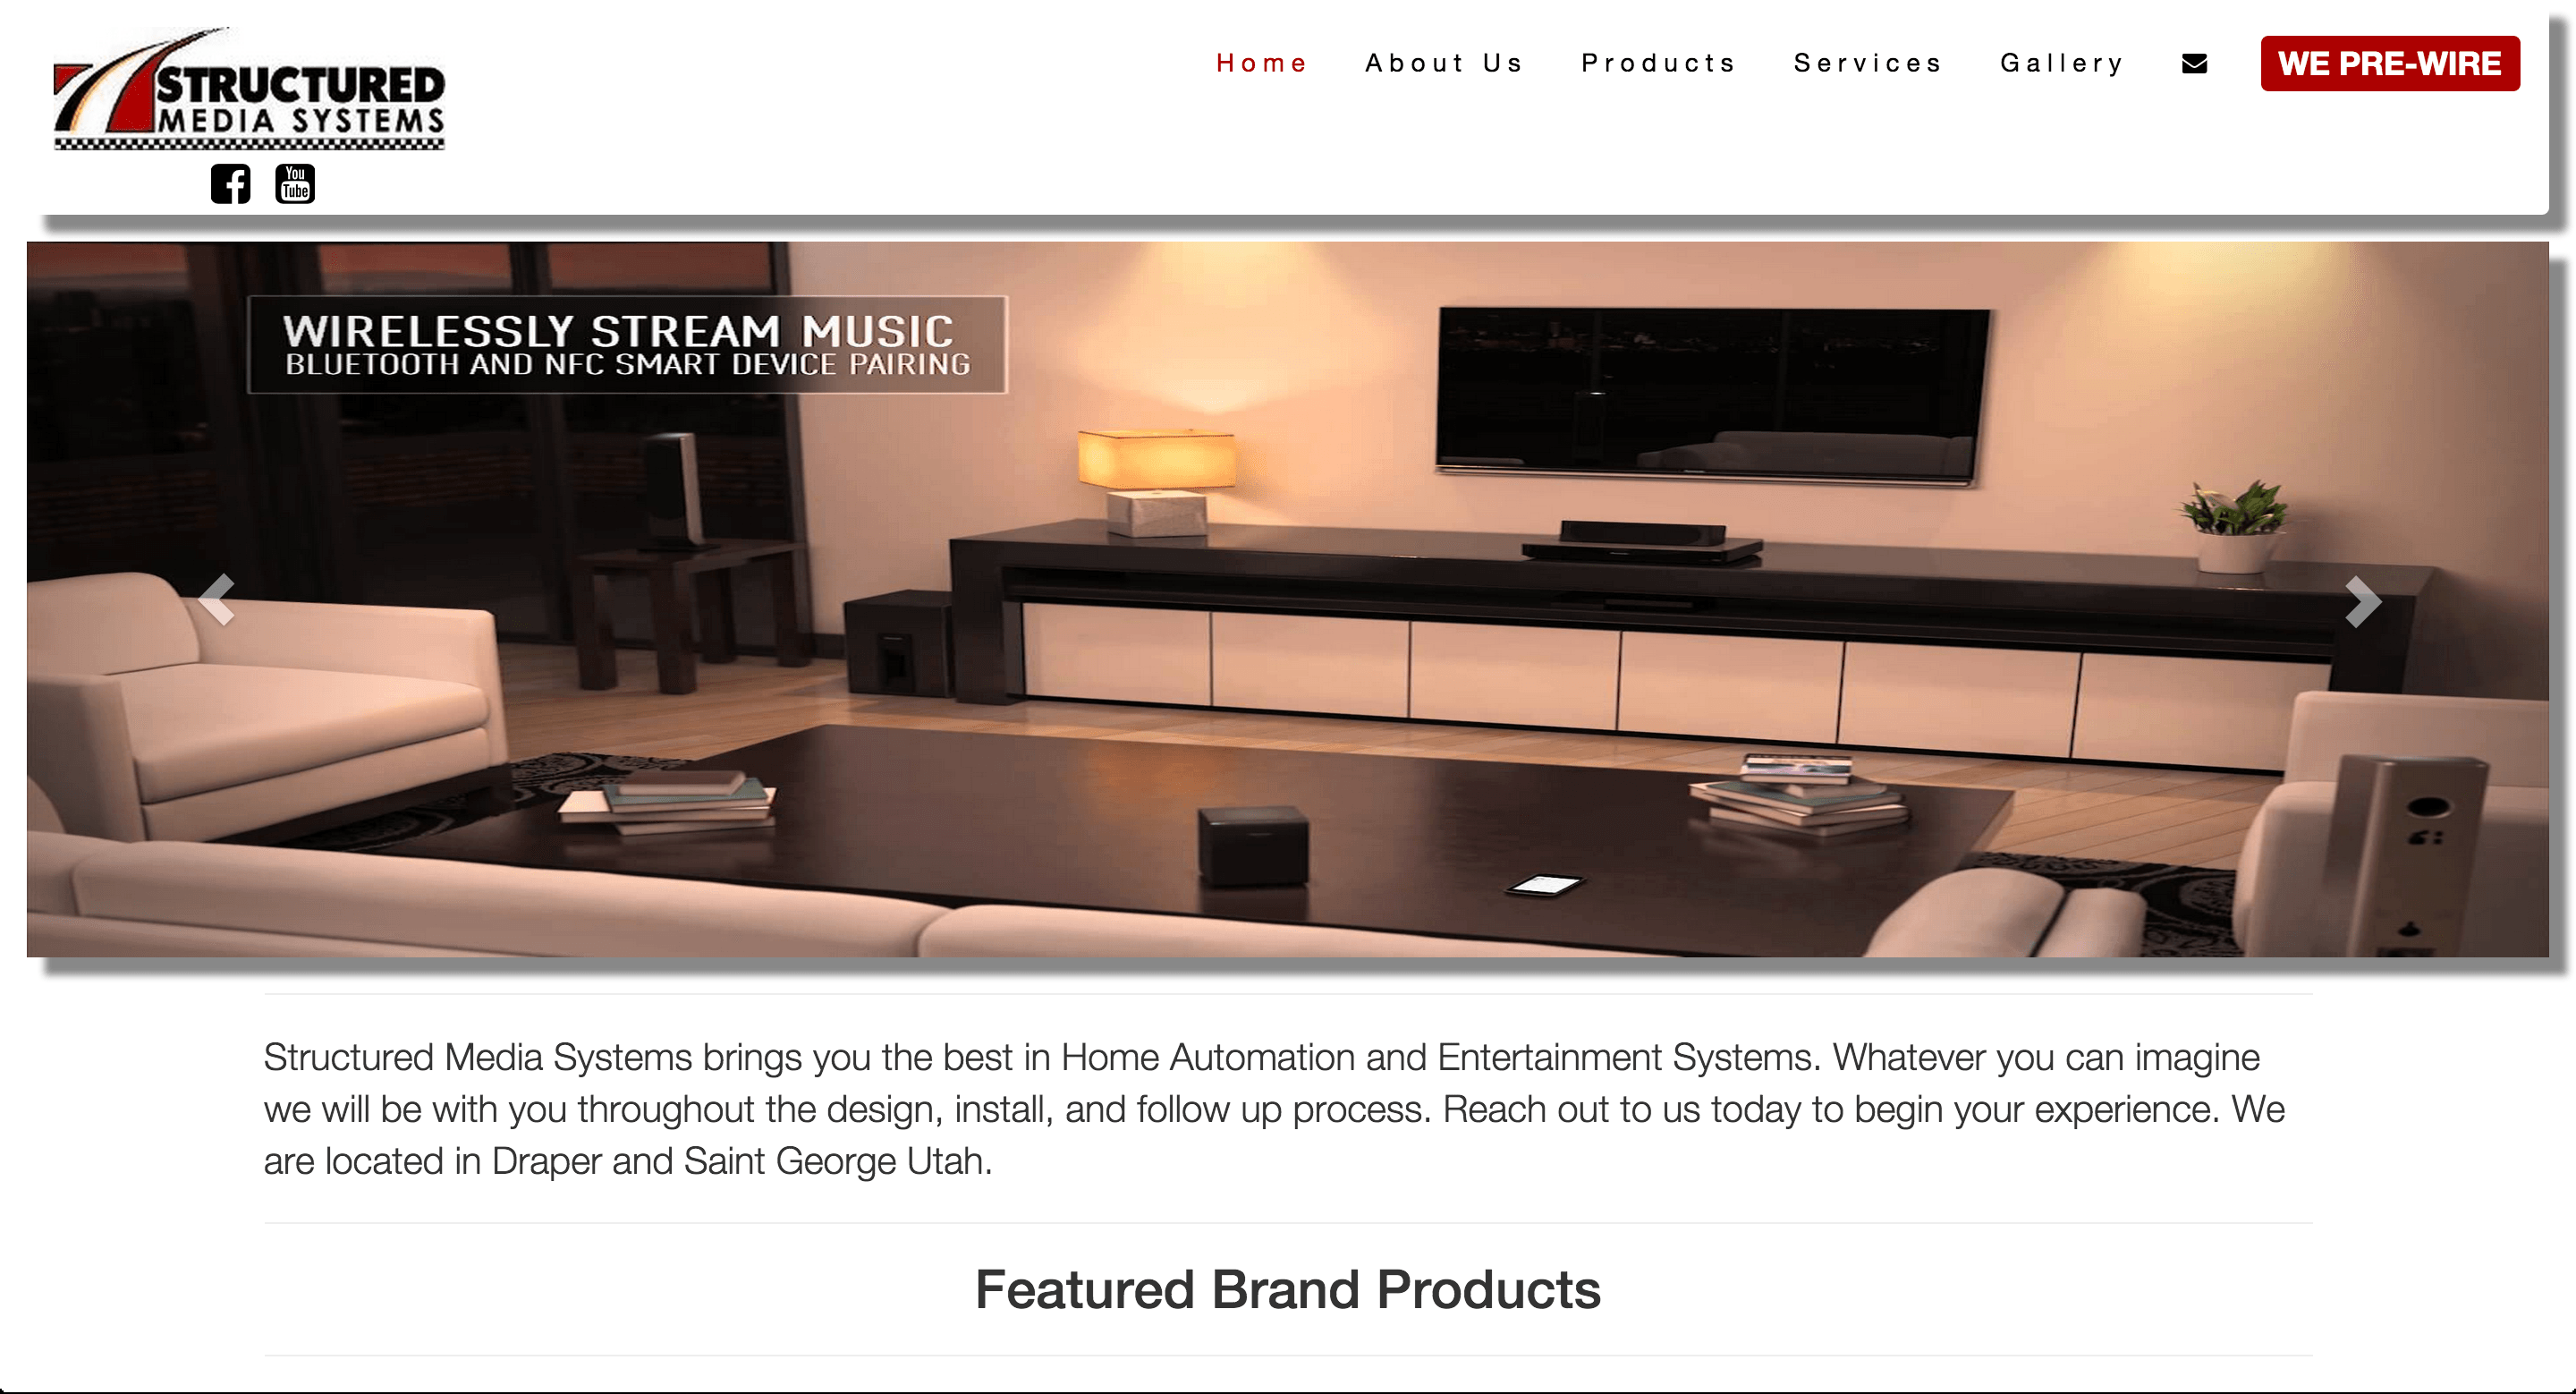 STRUCTURED
MEDIA SYSTEMS
You
Tube
Home About Us Products Services Gallery WE PRE-WIRE
WIRELESSLY STREAM MUSIC
BLUETOOTH AND NFC SMART DEVICE PAIRING
Structured Media Systems brings you the best in Home Automation and Entertainment Systems. Whatever you can imagine
we will be with you throughout the design, install, and follow up process. Reach out to us today to begin your experience. We
are located in Draper and Saint George Utah.
Featured Brand Products